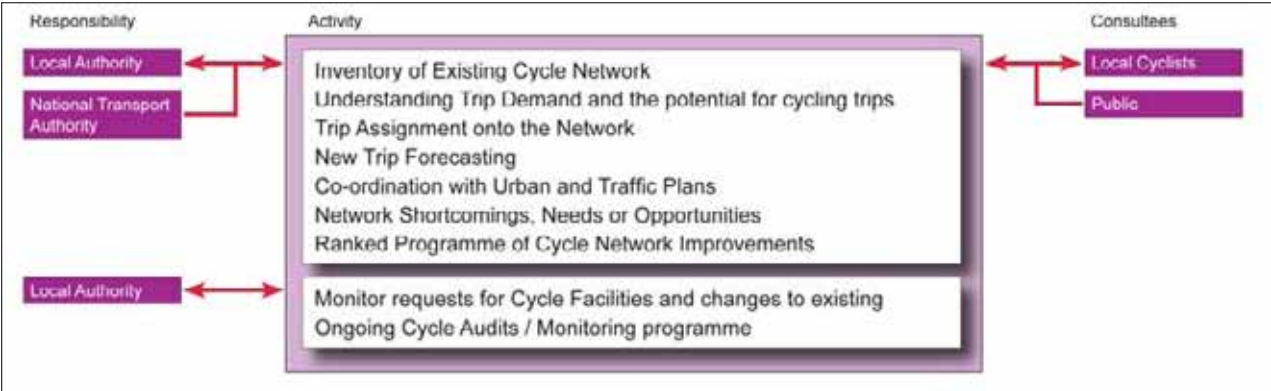 Responsibility
Activity
Consultees
Local Authority
National Transport
Authority
Inventory of Existing Cycle Network
Understanding Trip Demand and the potential for cycling trips
Trip Assignment onto the Network
New Trip Forecasting
Co-ordination with Urban and Traffic Plans
Network Shortcomings, Needs or Opportunities
Ranked Programme of Cycle Network Improvements
Local Cyclists
Public
Local Authority
Monitor requests for Cycle Facilities and changes to existing
Ongoing Cycle Audits / Monitoring programme